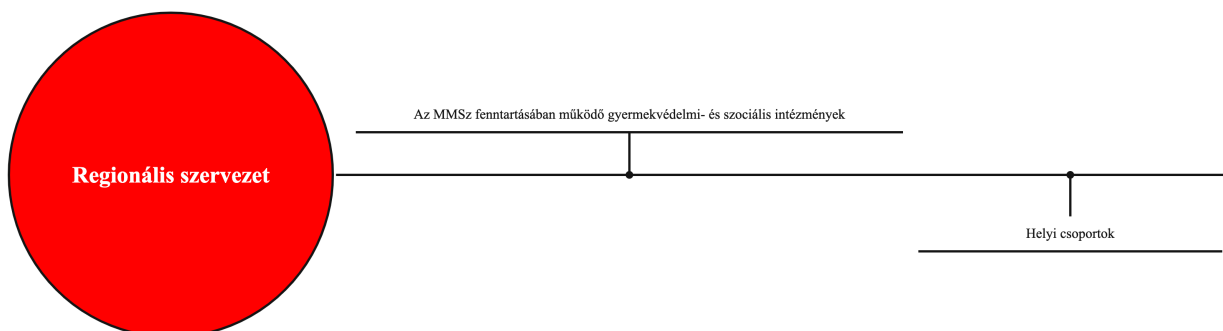 Az MMSz fenntartásában működő gyermekvédelmi- és szociális intézmények
Regionális szervezet
Helyi csoportok